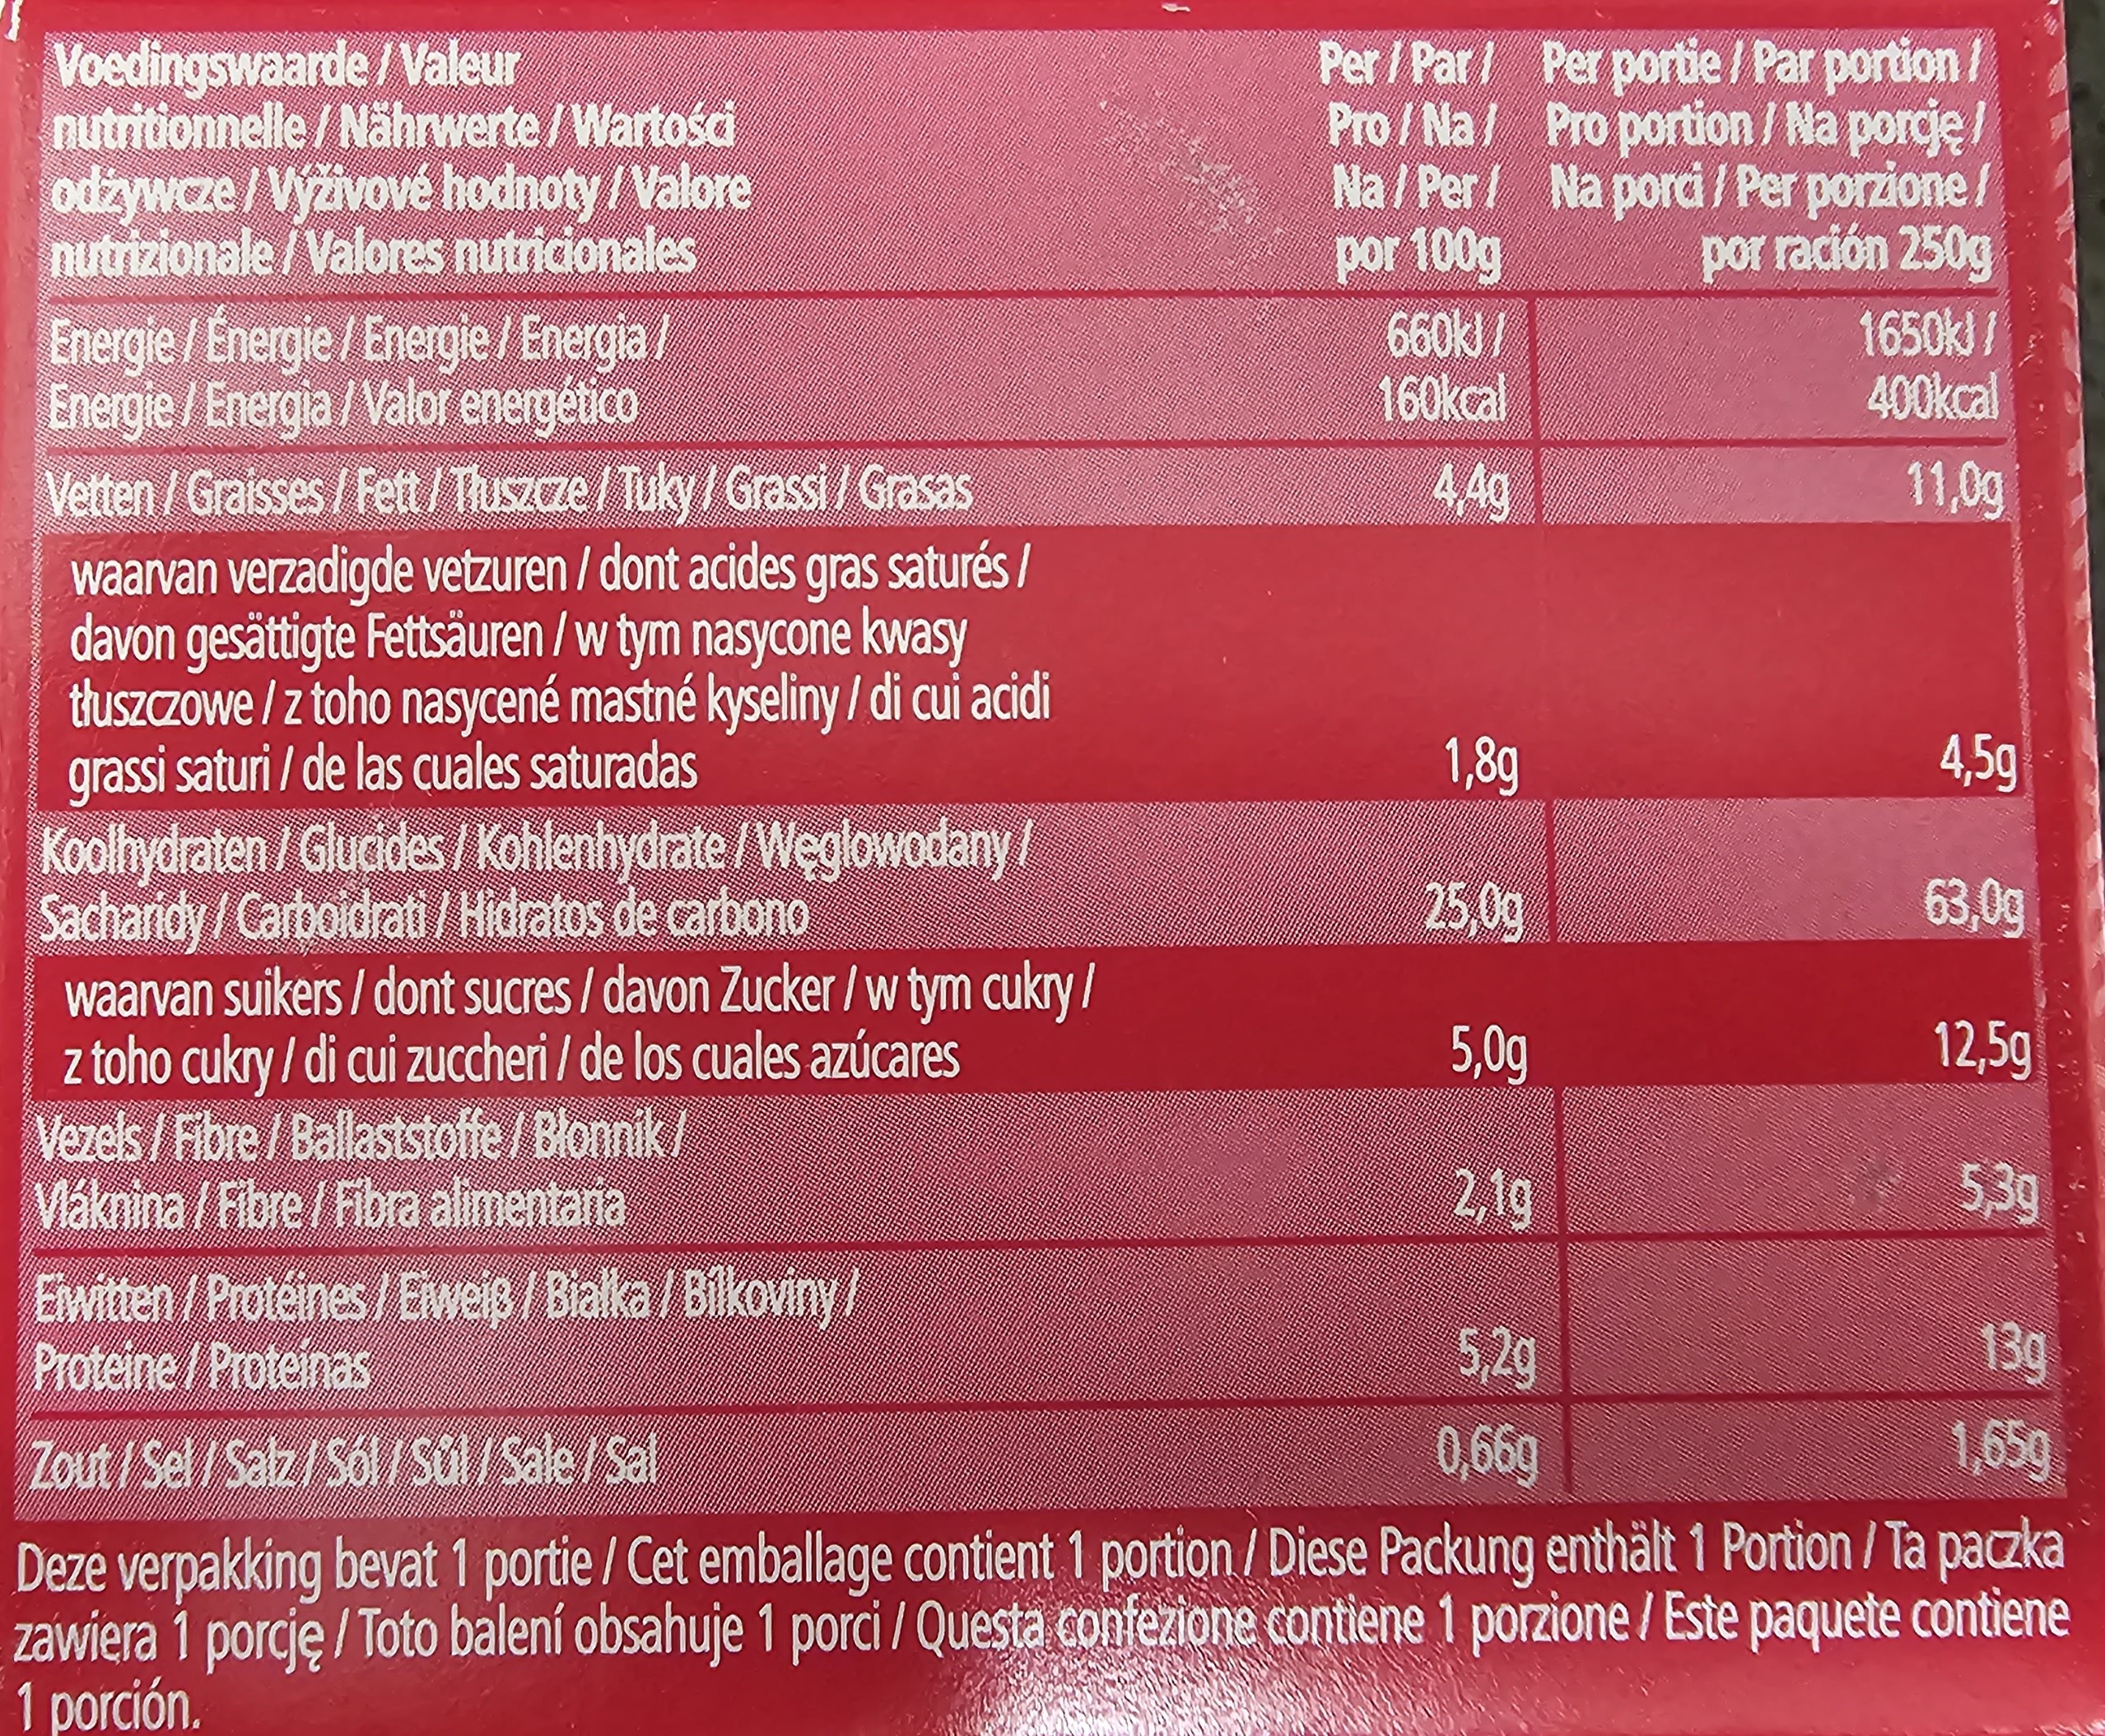 Voedingswaarde / Valeur Per / Par / Per portie / Par portion /
nutritionnelle / Nährwerte / Wartości Pro / Na / Pro portion / Na porcję /
odżywcze / Výživové hodnoty / Valore Na / Per / Na porci / Per porzione /
nutrizionale / Valores nutricionales por 100g por ración 250g
Energie / Énergie / Energie / Energia / 660kJ / 1650kJ /
Energie / Energia / Valor energético 160kcal 400kcal
Vetten / Graisses / Fett / Tłuszcze / Tuky / Grassi / Grasas 4,4g 11,0g
waarvan verzadigde vetzuren / dont acides gras saturés /
davon gesättigte Fettsäuren / w tym nasycone kwasy
tłuszczowe / z toho nasycené mastné kyseliny / di cui acidi
grassi saturi / de las cuales saturadas 1,8g 4,5g
Koolhydraten / Glucides / Kohlenhydrate / Węglowodany /
Sacharidy / Carboidrati / Hidratos de carbono 25,0g 63,0g
waarvan suikers / dont sucres / davon Zucker / w tym cukry /
z toho cukry / di cui zuccheri / de los cuales azúcares 5,0g 12,5g
Vezels / Fibre / Ballaststoffe / Błonnik /
Vláknina / Fibre / Fibra alimentaria 2,1g 5,3g
Eiwitten / Protéines / Eiweiß / Białka / Bílkoviny /
Proteine / Proteínas 5,2g 13g
Zout / Sel / Salz / Sól / Sůl / Sale / Sal 0,66g 1,65g
Deze verpakking bevat 1 portie / Cet emballage contient 1 portion / Diese Packung enthält 1 Portion / Ta paczka
zawiera 1 porcję / Toto balení obsahuje 1 porci / Questa confezione contiene 1 porzione / Este paquete contiene
1 porción.